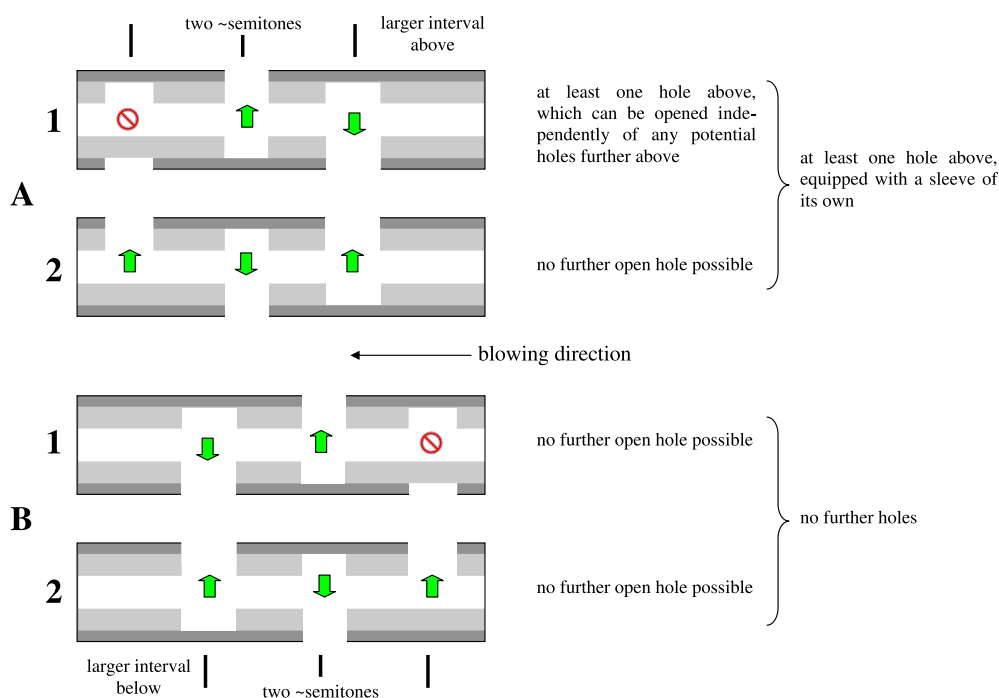 two ~semitones
larger interval
above
1
at least one hole above,
which can be opened inde-
pendently of any potential
holes further above
A
at least one hole above,
equipped with a sleeve of
its own
2
no further open hole possible
blowing direction
1
no further open hole possible
B
no further holes
2
no further open hole possible
larger interval
below
two ~semitones